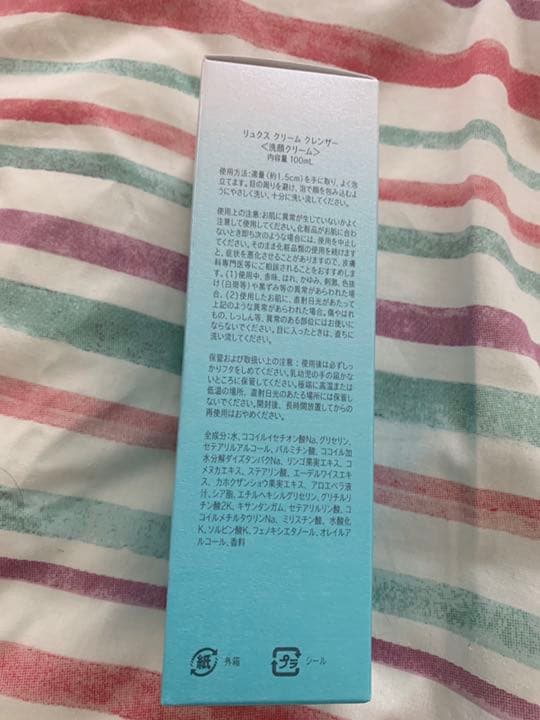 リュクス クリーム クレンザー
＜洗顔クリーム＞
内容量 100mL
使用方法:適量(約1.5cm)を手に取り、よく泡
立てます。目の周りを避け、泡で顔を包み込むよ
うにやさしく洗い、十分に洗い流してください。
使用上の注意:お肌に異常が生じていないかよく
注意して使用してください。化粧品がお肌に合わ
ないとき即ち次のような場合には、使用を中止し
てください。そのまま化粧品類の使用を続けます
と、症状を悪化させることがありますので、皮膚
科専門医等にご相談されることをおすすめしま
す。(1)使用中、赤味、はれ、かゆみ、刺激、色抜
け(白斑等)や黒ずみ等の異常があらわれた場
合。(2)使用したお肌に、直射日光があたって
上記のような異常があらわれた場合。傷やはれ
もの、しっしん等、異常のある部位にはお使いに
ならないでください。目に入ったときは、直ちに
洗い流してください。
保管および取扱い上の注意:使用後は必ずしっ
かりフタをしめてください。乳幼児の手の届かな
いところに保管してください。極端に高温または
低温の場所、直射日光のあたる場所には保管し
ないでください。開封後、長時間放置してからの
再使用はおやめください。
全成分:水、ココイルイセチオン酸Na、グリセリン、
セテアリルアルコール、パルミチン酸、ココイル加
水分解ダイズタンパクNa、リンゴ果実エキス、コ
メヌカエキス、ステアリン酸、エーデルワイスエキ
ス、カホクザンショウ果実エキス、アロエベラ液
汁、シア脂、エチルヘキシルグリセリン、グリチルリ
チン酸2K、キサンタンガム、セテアリルリン酸、コ
コイルメチルタウリンNa、ミリスチン酸、水酸化
K、ソルビン酸K、フェノキシエタノール、オレイルア
ルコール、香料
紙 外箱
プラ シール